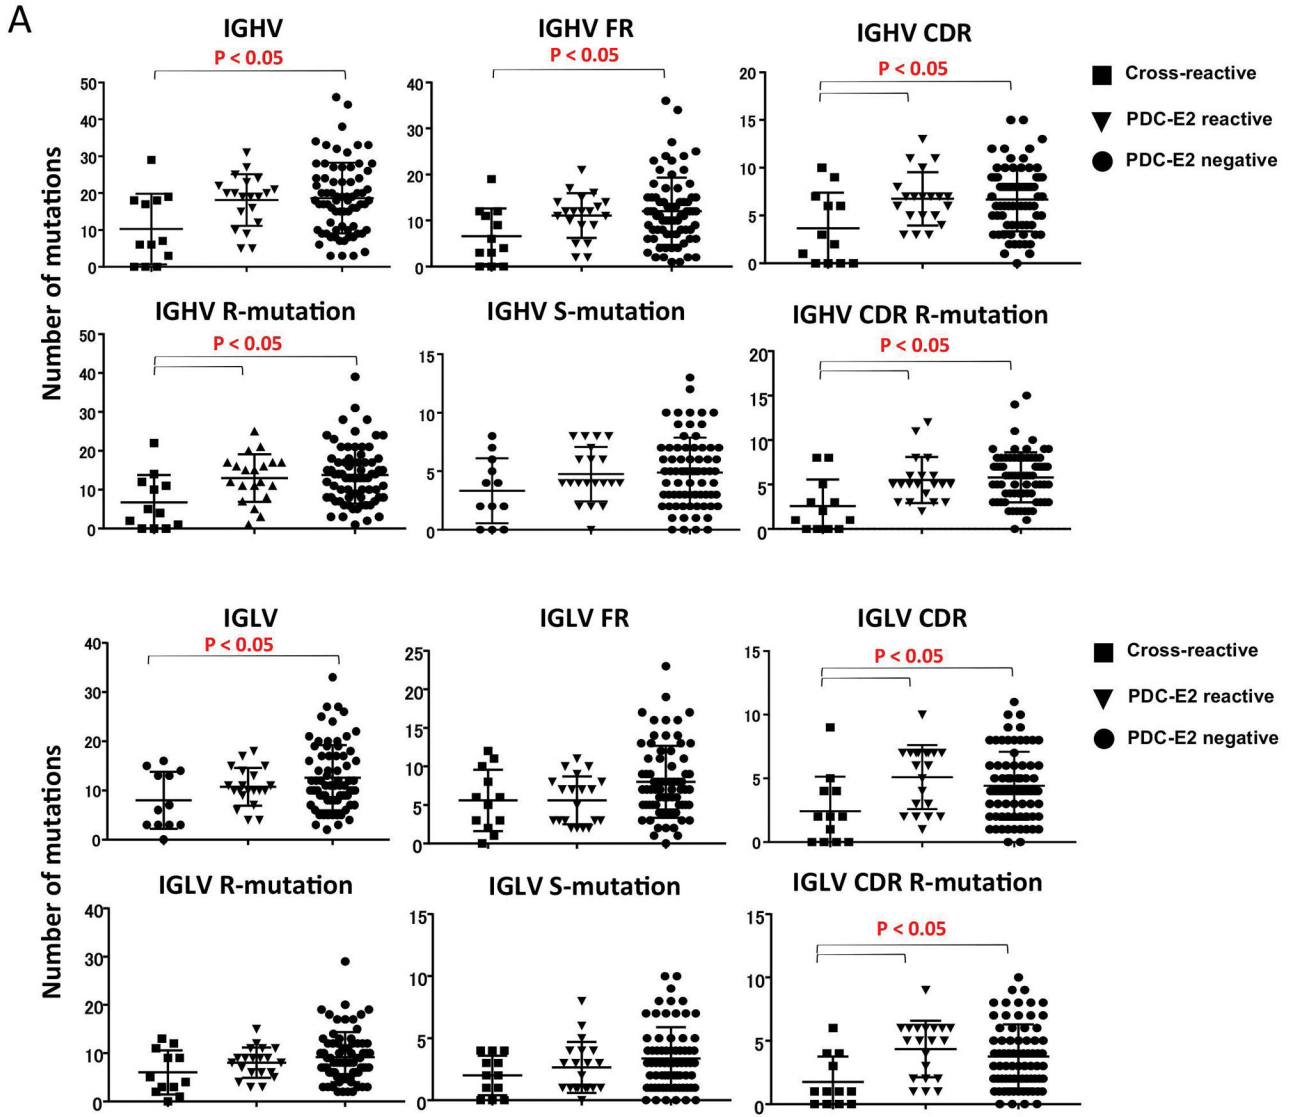 A
IGHV
P < 0.05
50
40
30
20
10
0
IGHV FR
P < 0.05
40
30
20
10
0
IGHV CDR
P < 0.05
20
15
10
5
0
Cross-reactive
PDC-E2 reactive
PDC-E2 negative
Number of mutations
IGHV R-mutation
P < 0.05
50
40
30
20
10
0
IGHV S-mutation
15
10
5
0
IGHV CDR R-mutation
P < 0.05
20
15
10
5
0
IGLV
P < 0.05
40
30
20
10
0
IGLV FR
25
20
15
10
5
0
IGLV CDR
P < 0.05
15
10
5
0
Cross-reactive
PDC-E2 reactive
PDC-E2 negative
Number of mutations
IGLV R-mutation
40
30
20
10
0
IGLV S-mutation
15
10
5
0
IGLV CDR R-mutation
P < 0.05
15
10
5
0